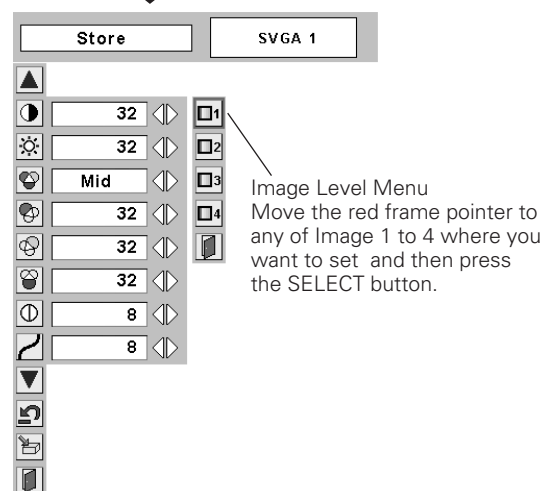 Store
SVGA 1
32
1
32
2
Mid
3
32
4
32
32
8
8
Image Level Menu
Move the red frame pointer to
any of Image 1 to 4 where you
want to set and then press
the SELECT button.